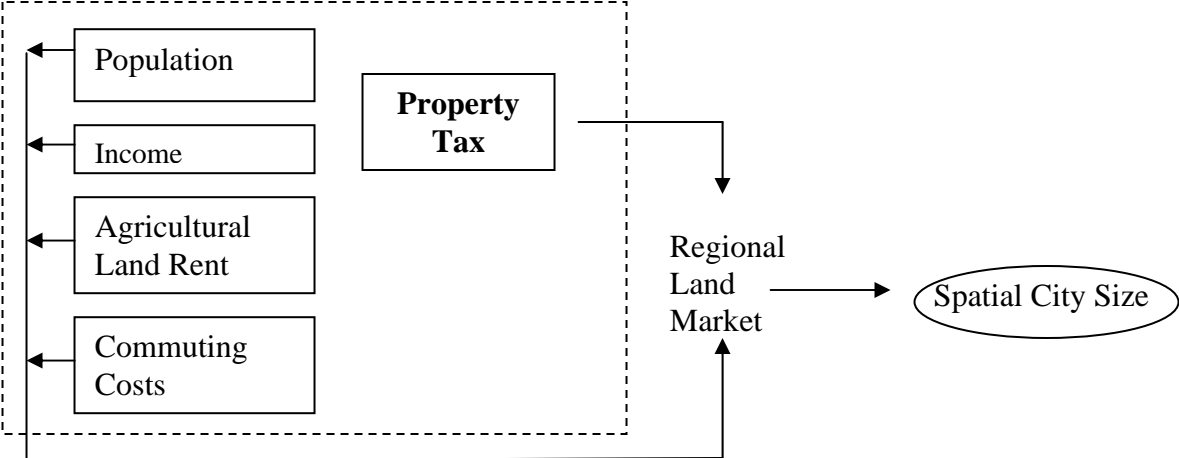 Population
Property
Tax
Income
Agricultural
Land Rent
Regional
Land
Market
Spatial City Size
Commuting
Costs